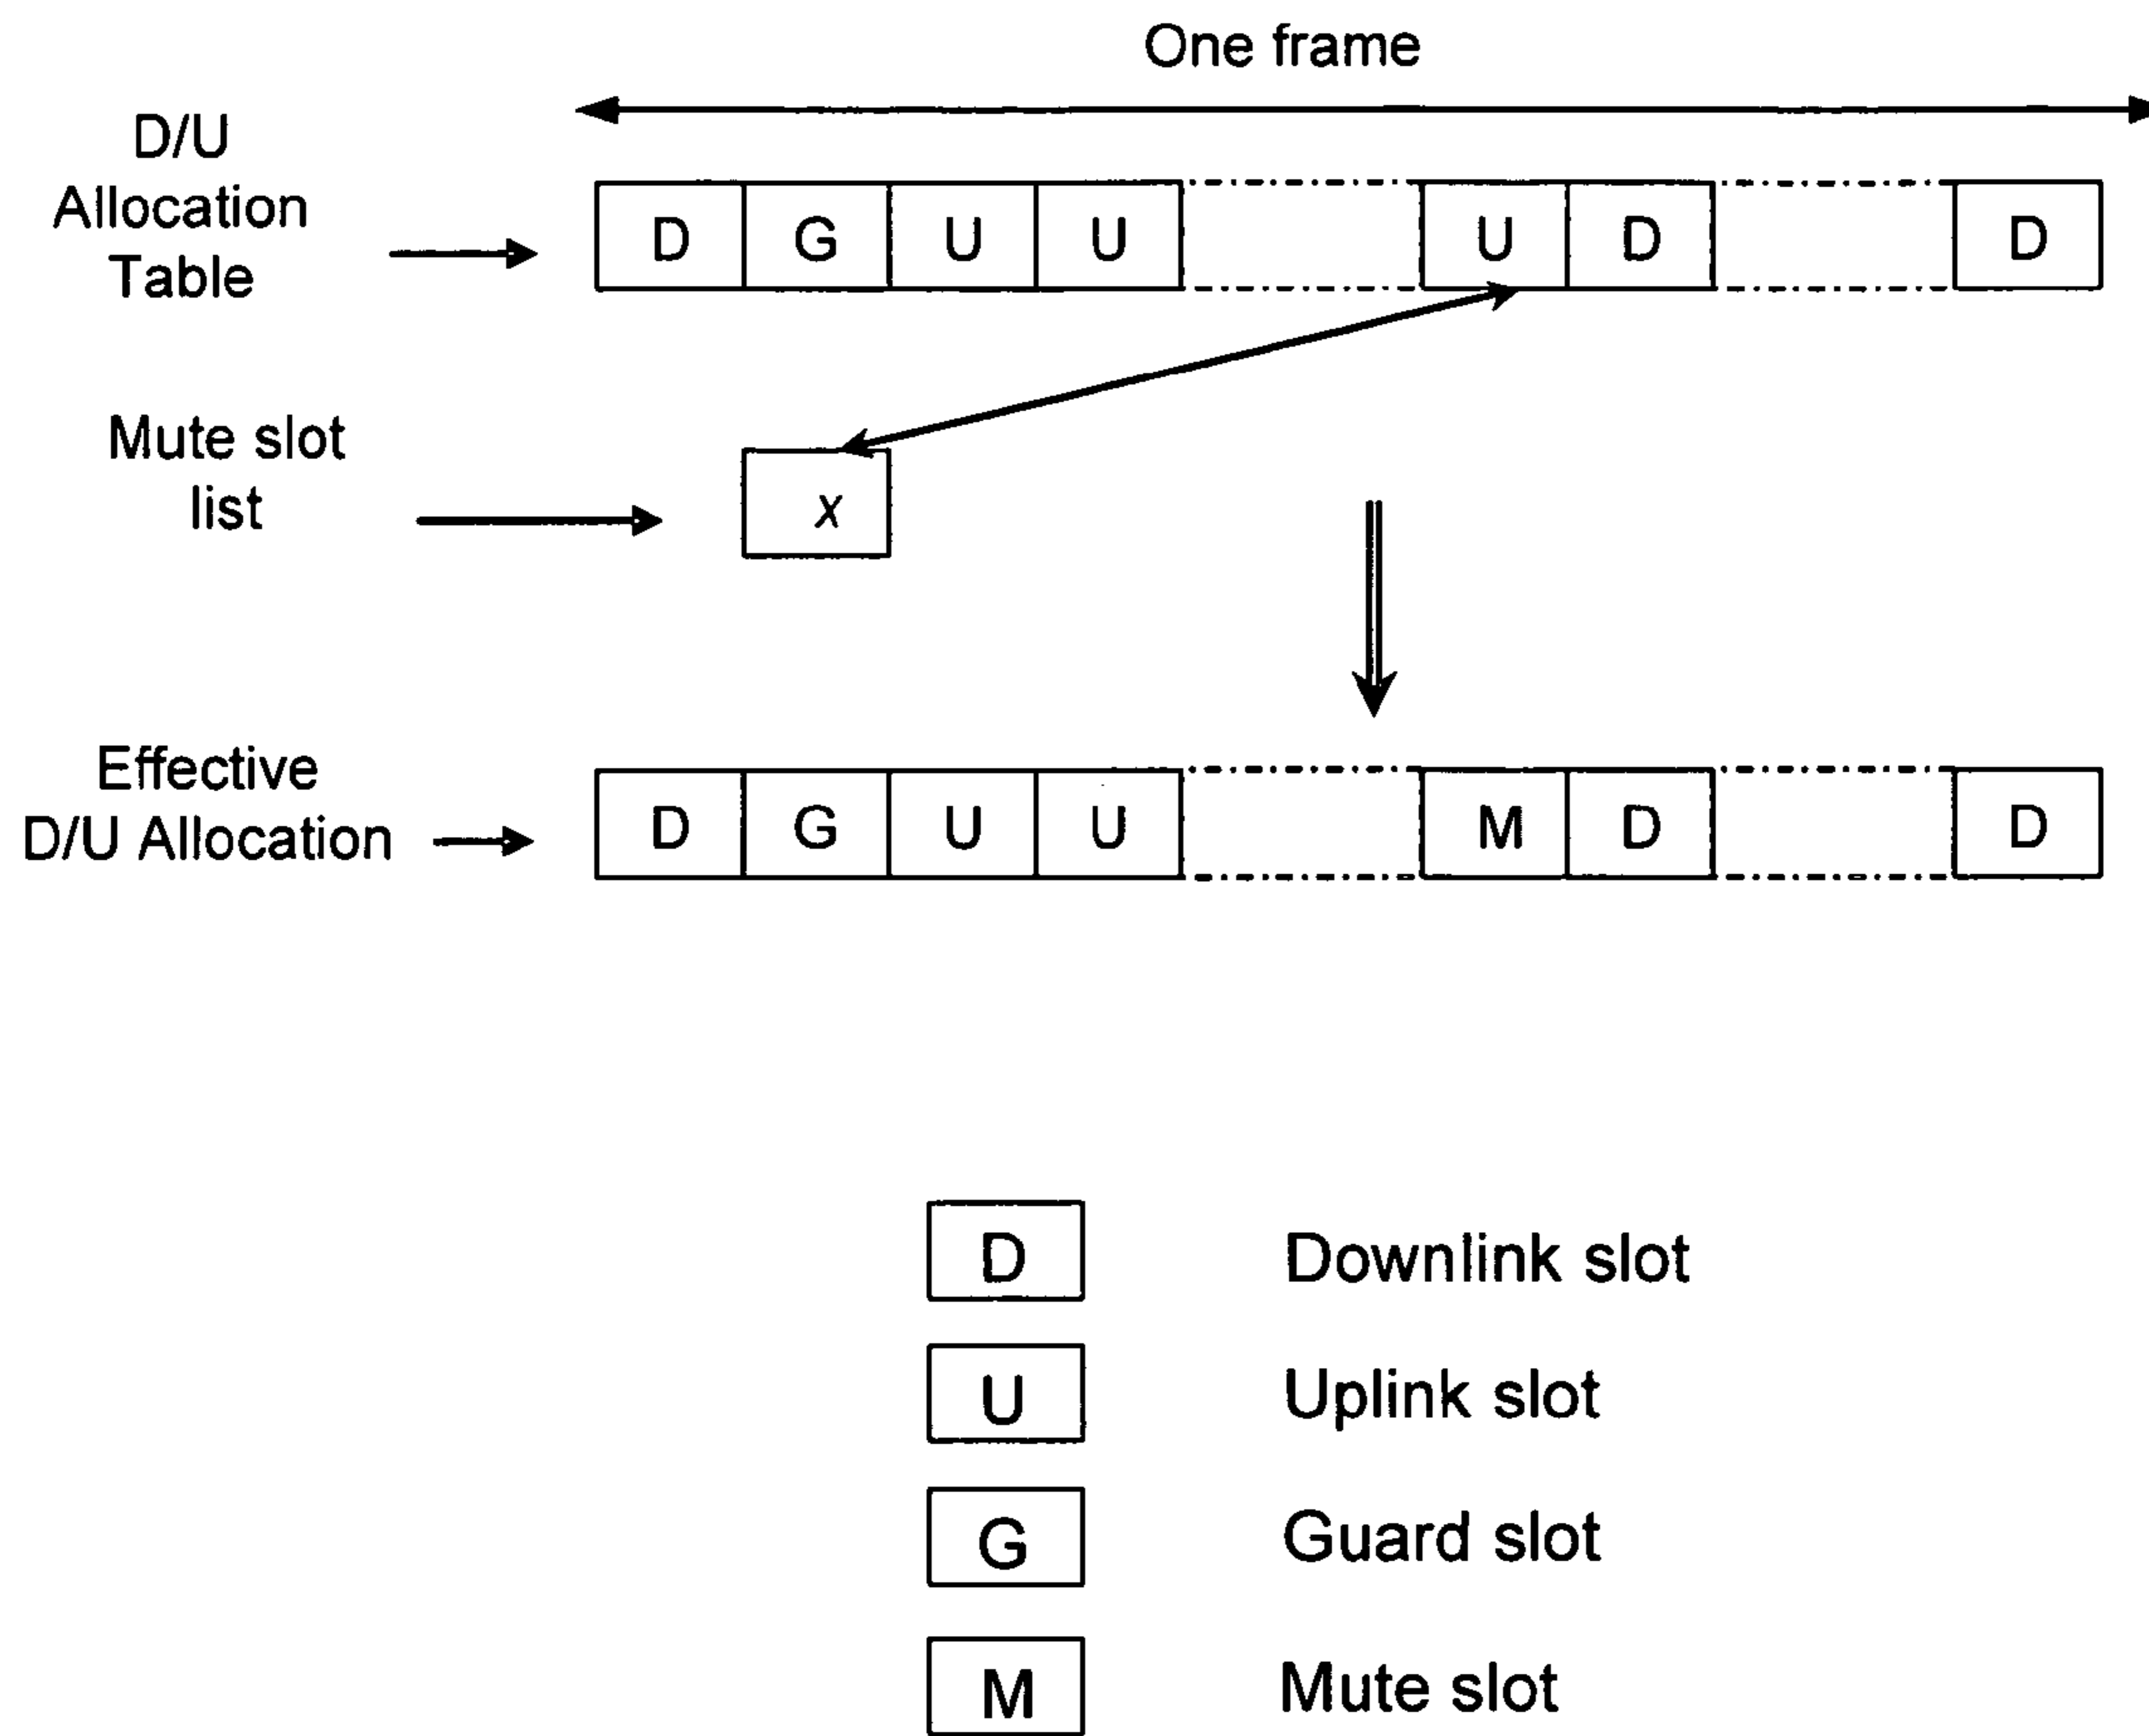 One frame
D/U
Allocation
Table
D G U U U D D
Mute slot
list
x
Effective
D/U Allocation
D G U U M D D
D Downlink slot
U Uplink slot
G Guard slot
M Mute slot